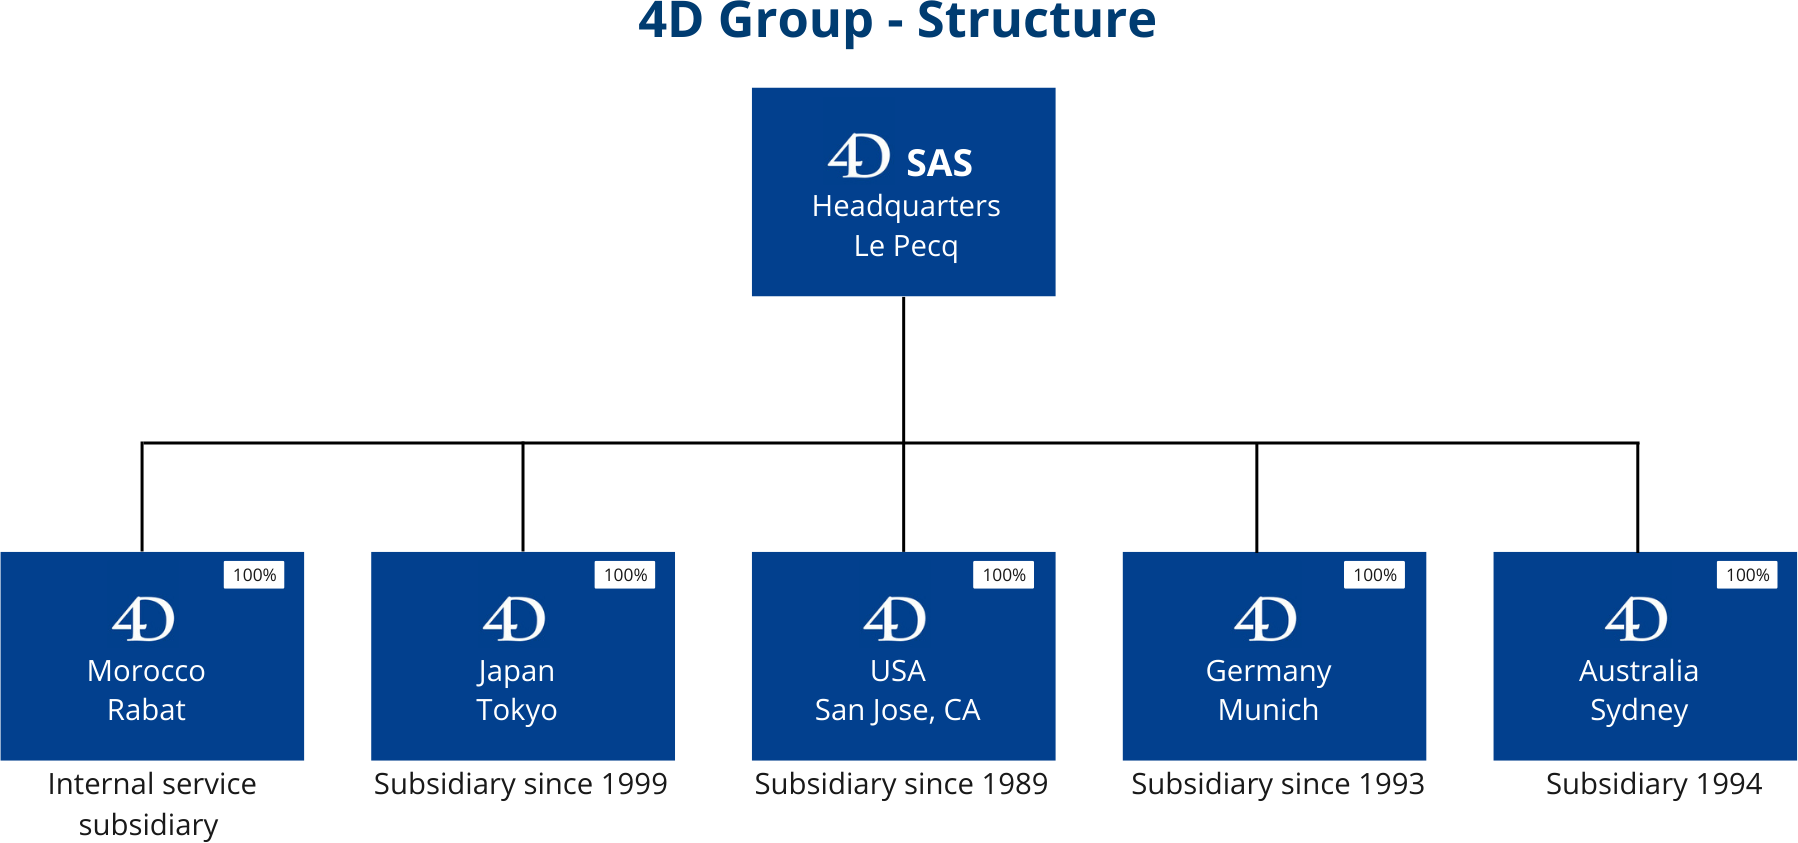 4D Group - Structure
4D SAS
Headquarters
Le Pecq
100%
4D
Morocco
Rabat
Internal service
subsidiary
100%
4D
Japan
Tokyo
Subsidiary since 1999
100%
4D
USA
San Jose, CA
Subsidiary since 1989
100%
4D
Germany
Munich
Subsidiary since 1993
100%
4D
Australia
Sydney
Subsidiary 1994